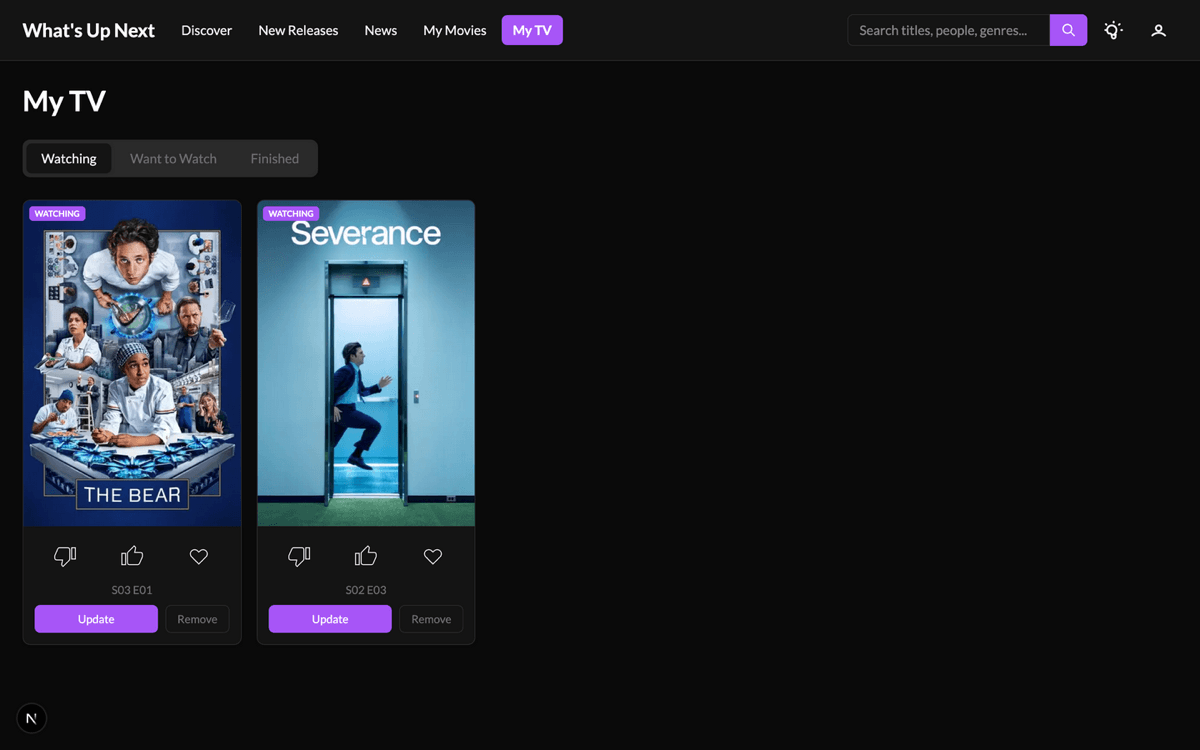 What's Up Next Discover New Releases News My Movies My TV Search titles, people, genres...
My TV
Watching Want to Watch Finished
WATCHING WATCHING
Severance
THE BEAR
S03 E01 S02 E03
Update Remove Update Remove
N